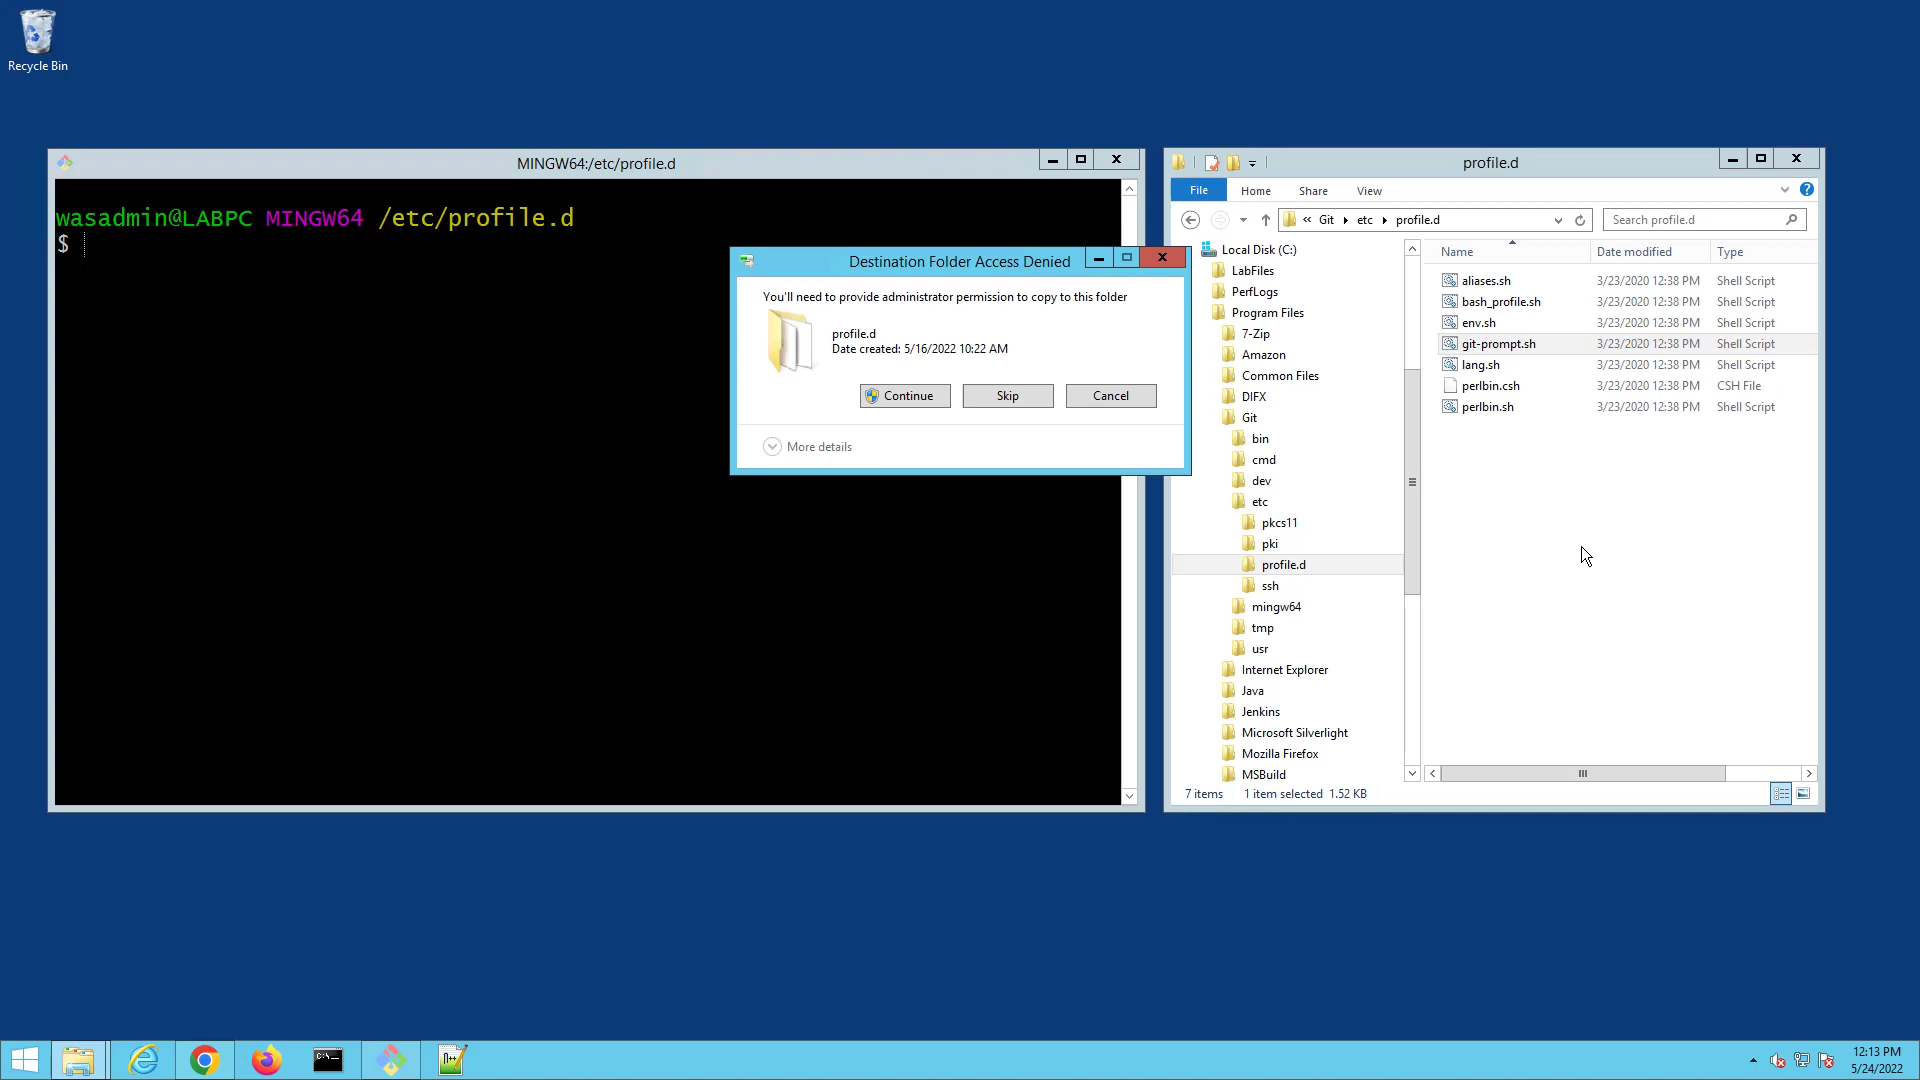 Recycle Bin
MINGW64:/etc/profile.d
wasadmin@LABPC MINGW64 /etc/profile.d
$
Destination Folder Access Denied
You'll need to provide administrator permission to copy to this folder
profile.d
Date created: 5/16/2022 10:22 AM
Continue
Skip
Cancel
More details
profile.d
File
Home
Share
View
Git
etc
profile.d
Search profile.d
Local Disk (C:)
LabFiles
PerfLogs
Program Files
7-Zip
Amazon
Common Files
DIFX
Git
bin
cmd
dev
etc
pkcs11
pki
profile.d
ssh
mingw64
tmp
usr
Internet Explorer
Java
Jenkins
Microsoft Silverlight
Mozilla Firefox
MSBuild
Name Date modified Type
aliases.sh 3/23/2020 12:38 PM Shell Script
bash_profile.sh 3/23/2020 12:38 PM Shell Script
env.sh 3/23/2020 12:38 PM Shell Script
git-prompt.sh 3/23/2020 12:38 PM Shell Script
lang.sh 3/23/2020 12:38 PM Shell Script
perlbin.csh 3/23/2020 12:38 PM CSH File
perlbin.sh 3/23/2020 12:38 PM Shell Script
7 items 1 item selected 1.52 KB
12:13 PM
5/24/2022